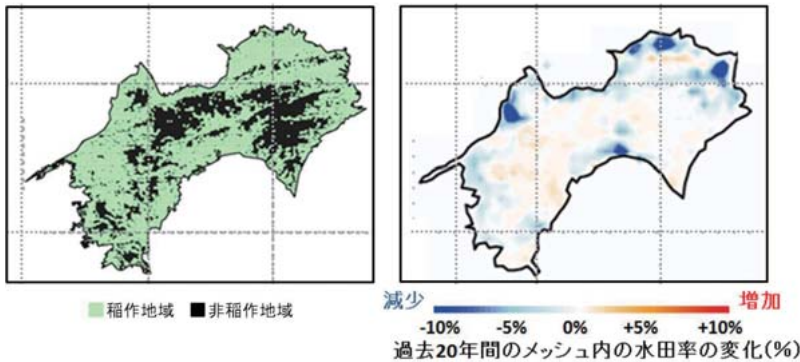 稲作地域 非稲作地域
減少 増加
-10% -5% 0% +5% +10%
過去20年間のメッシュ内の水田率の変化(%)